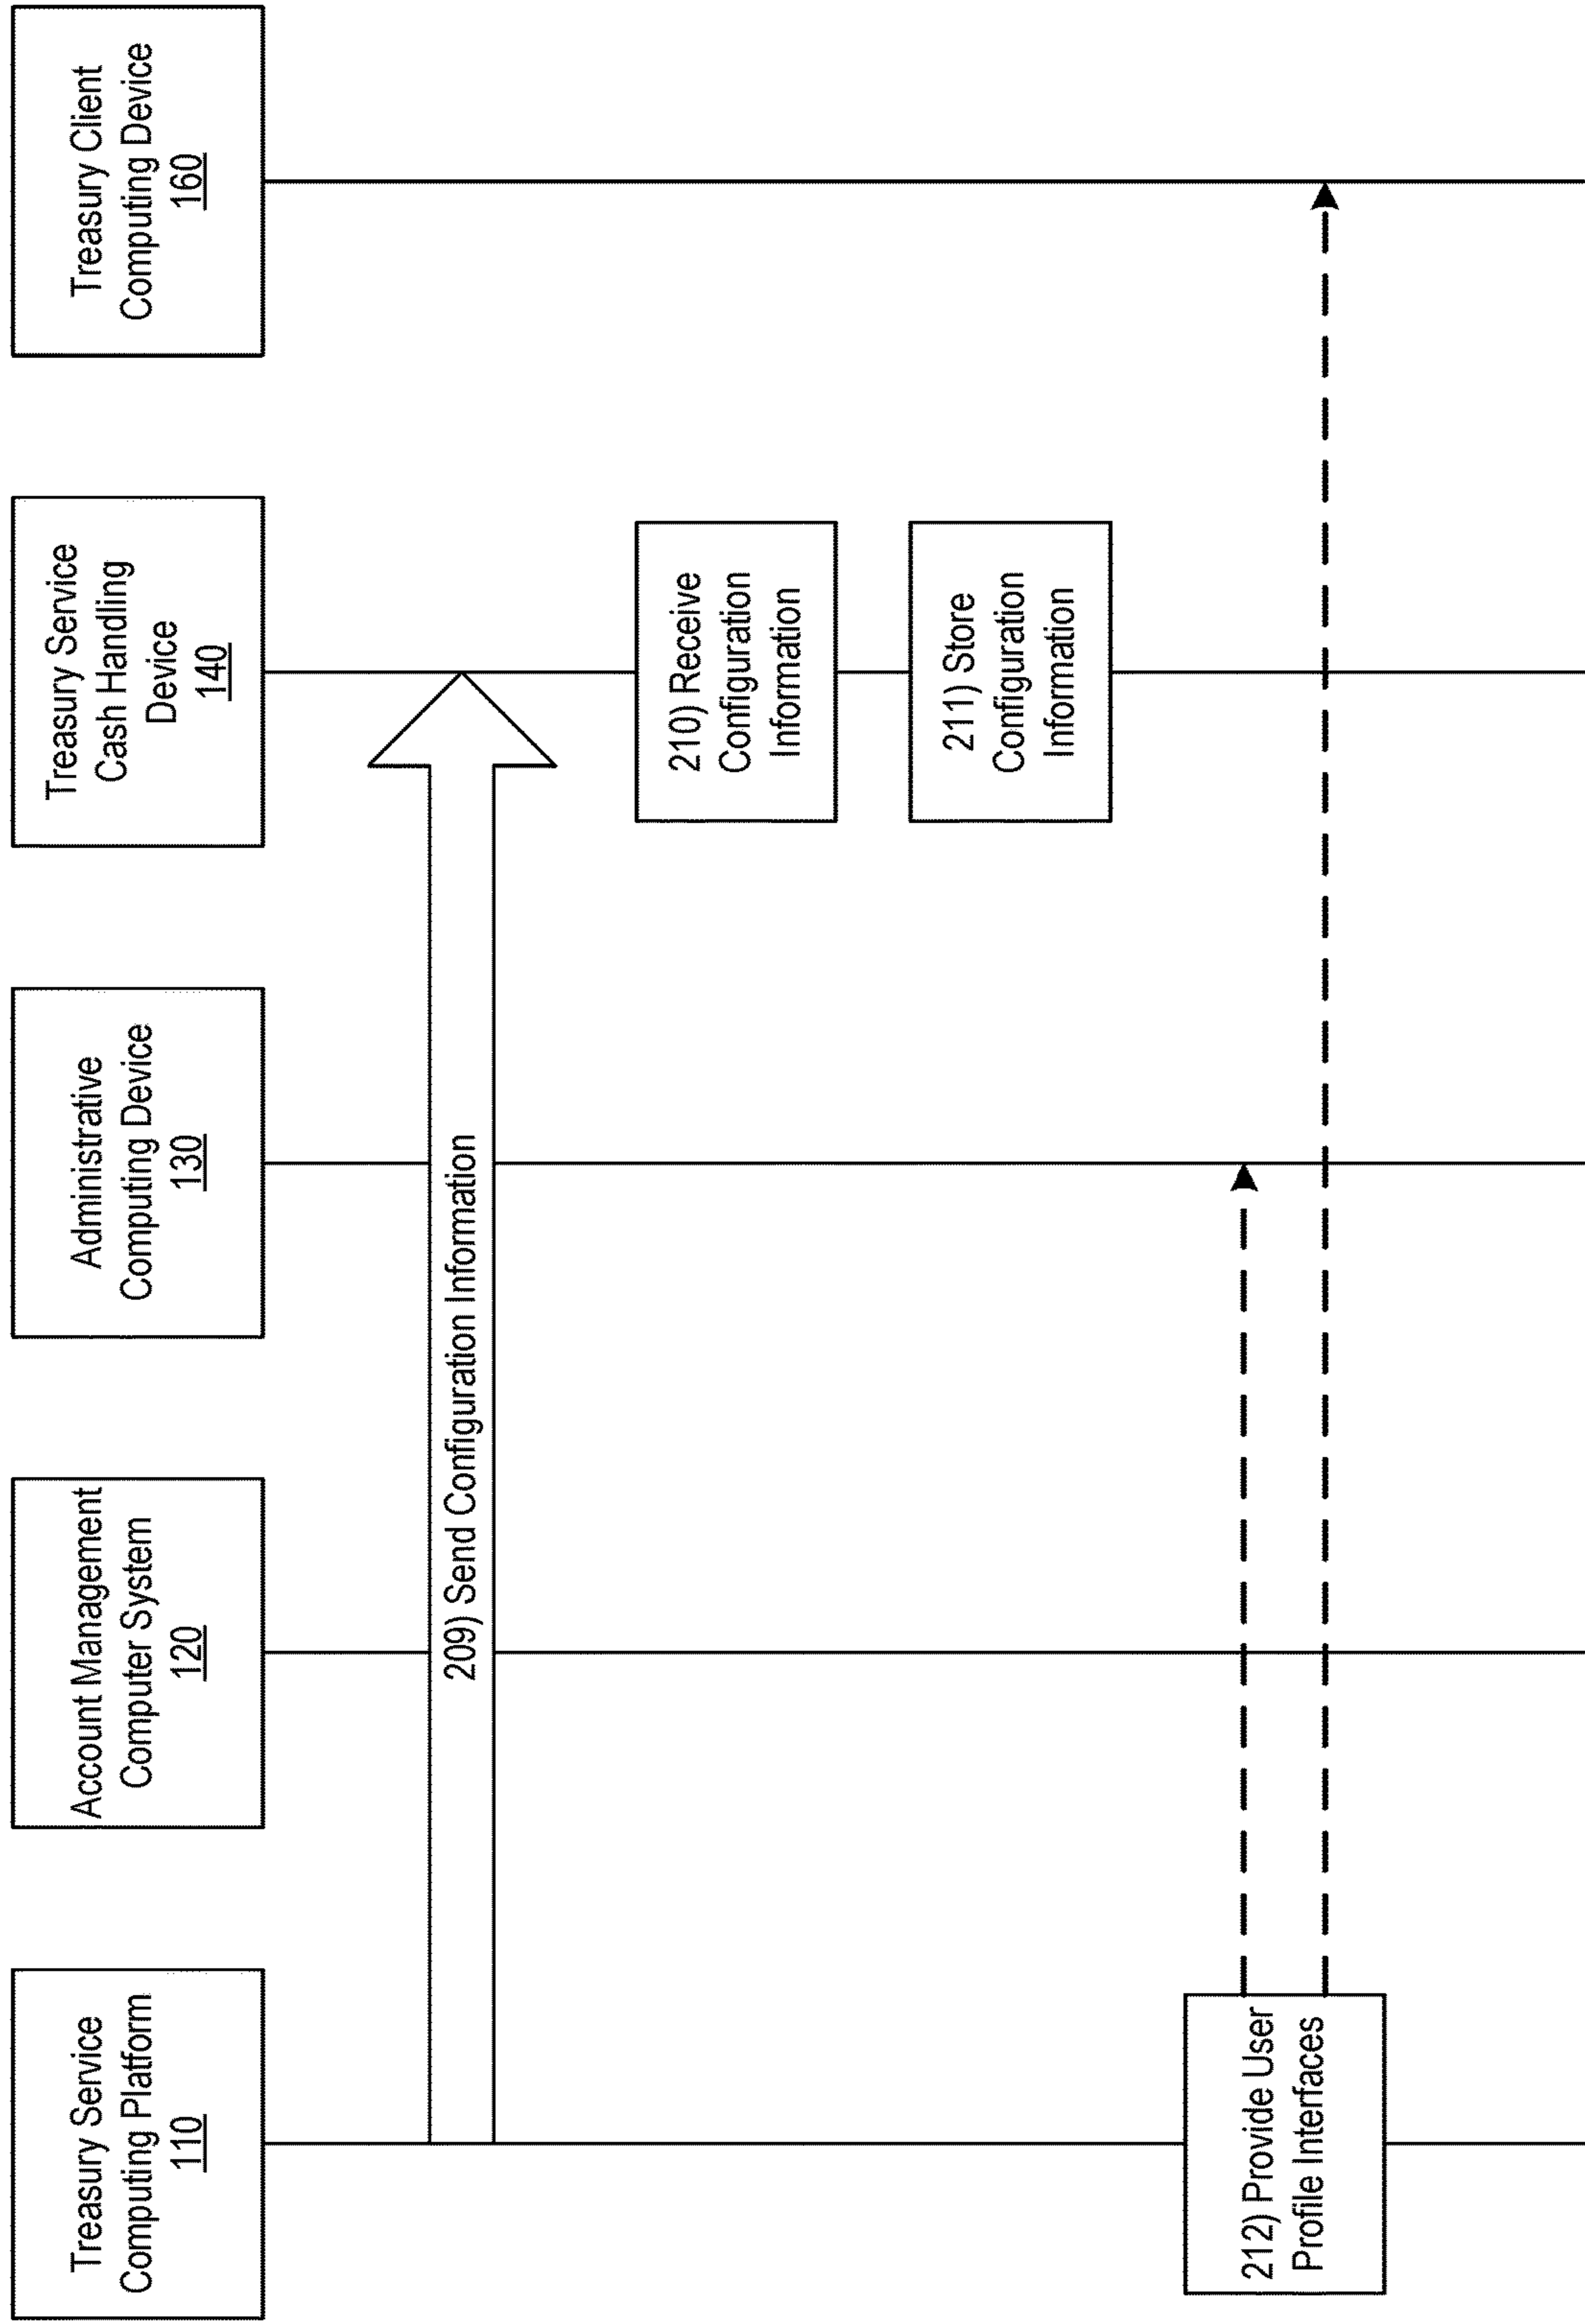 Treasury Service
Computing Platform
110
Account Management
Computer System
120
Administrative
Computing Device
130
Treasury Service
Cash Handling
Device
140
Treasury Client
Computing Device
160
209) Send Configuration Information
210) Receive
Configuration
Information
211) Store
Configuration
Information
212) Provide User
Profile Interfaces